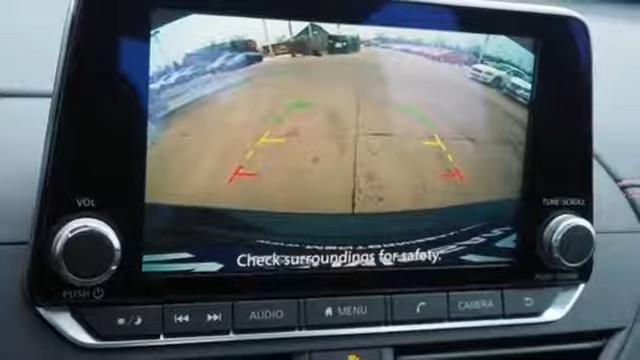 VOL
TUNE·SCROLL
Check surroundings for safety.
PUSH
AUDIO
MENU
CAMERA